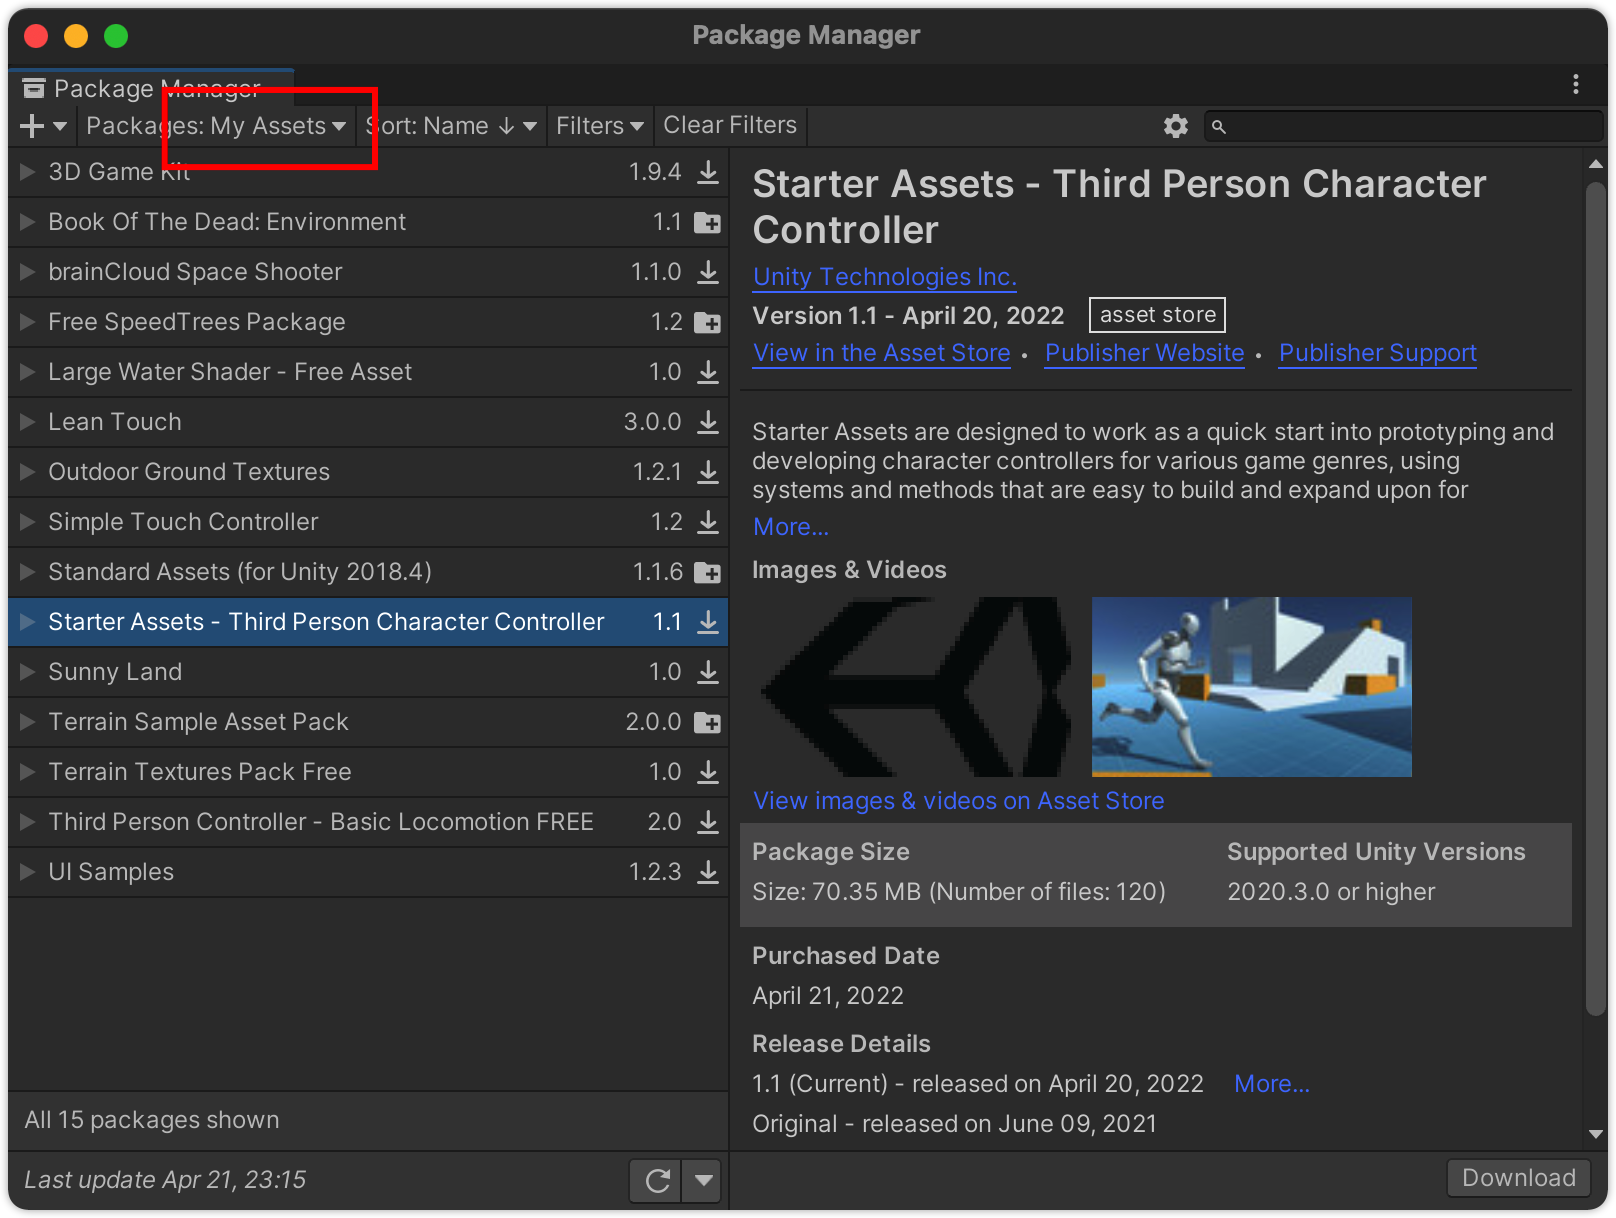 Package Manager
Package Manager
Packages: My Assets
Sort: Name ↓
Filters
Clear Filters
3D Game Kit 1.9.4
Book Of The Dead: Environment 1.1
brainCloud Space Shooter 1.1.0
Free SpeedTrees Package 1.2
Large Water Shader - Free Asset 1.0
Lean Touch 3.0.0
Outdoor Ground Textures 1.2.1
Simple Touch Controller 1.2
Standard Assets (for Unity 2018.4) 1.1.6
Starter Assets - Third Person Character Controller 1.1
Sunny Land 1.0
Terrain Sample Asset Pack 2.0.0
Terrain Textures Pack Free 1.0
Third Person Controller - Basic Locomotion FREE 2.0
UI Samples 1.2.3
All 15 packages shown
Last update Apr 21, 23:15
Starter Assets - Third Person Character
Controller
Unity Technologies Inc.
Version 1.1 - April 20, 2022 asset store
View in the Asset Store • Publisher Website • Publisher Support
Starter Assets are designed to work as a quick start into prototyping and
developing character controllers for various game genres, using
systems and methods that are easy to build and expand upon for
More...
Images & Videos
View images & videos on Asset Store
Package Size
Size: 70.35 MB (Number of files: 120)
Supported Unity Versions
2020.3.0 or higher
Purchased Date
April 21, 2022
Release Details
1.1 (Current) - released on April 20, 2022 More...
Original - released on June 09, 2021
Download